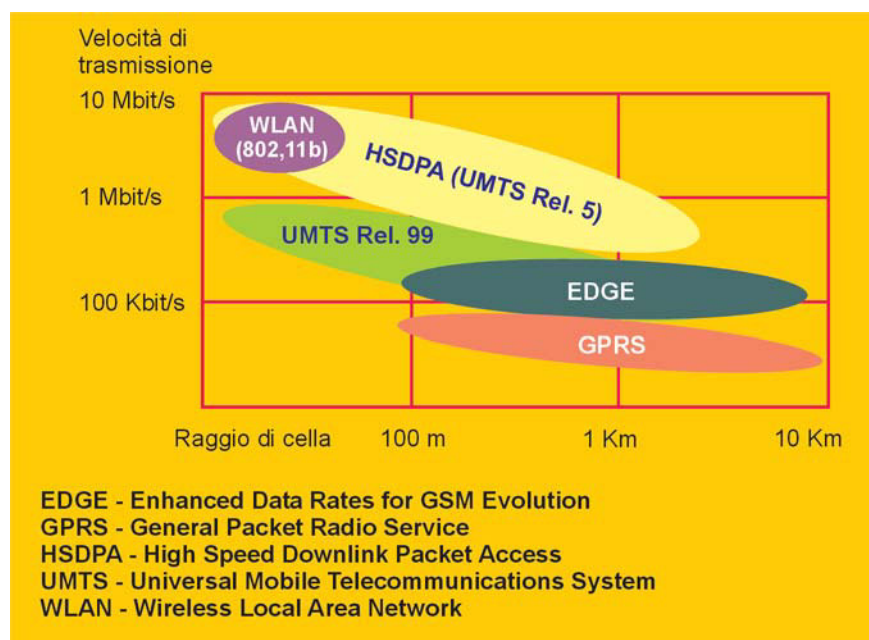 Velocità di
trasmissione
10 Mbit/s
WLAN
(802,11b)
HSDPA (UMTS Rel. 5)
1 Mbit/s
UMTS Rel. 99
EDGE
100 Kbit/s
GPRS
Raggio di cella 100 m 1 Km 10 Km
EDGE - Enhanced Data Rates for GSM Evolution
GPRS - General Packet Radio Service
HSDPA - High Speed Downlink Packet Access
UMTS - Universal Mobile Telecommunications System
WLAN - Wireless Local Area Network